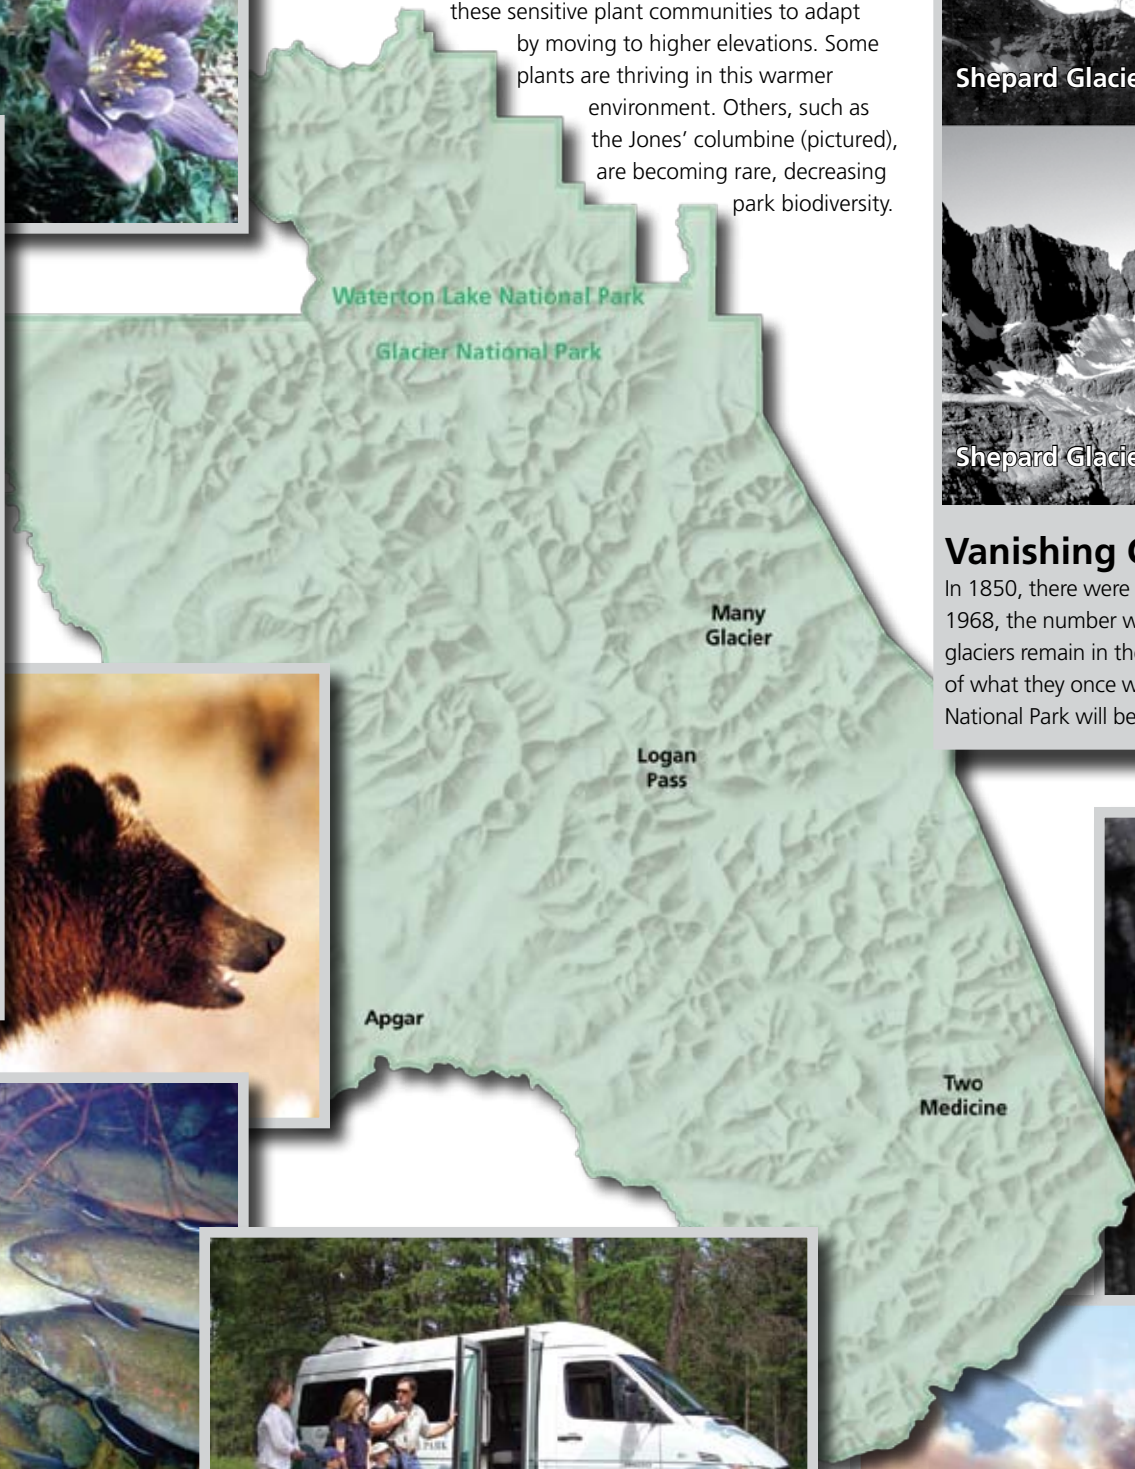 these sensitive plant communities to adapt
by moving to higher elevations. Some
plants are thriving in this warmer
environment. Others, such as
the Jones’ columbine (pictured),
are becoming rare, decreasing
park biodiversity.
Shepard Glacie
Shepard Glacie
Vanishing
In 1850, there were
1968, the number w
glaciers remain in the
of what they once w
National Park will be
Waterton Lake National Park
Glacier National Park
Many
Glacier
Logan
Pass
Apgar
Two
Medicine
PARK